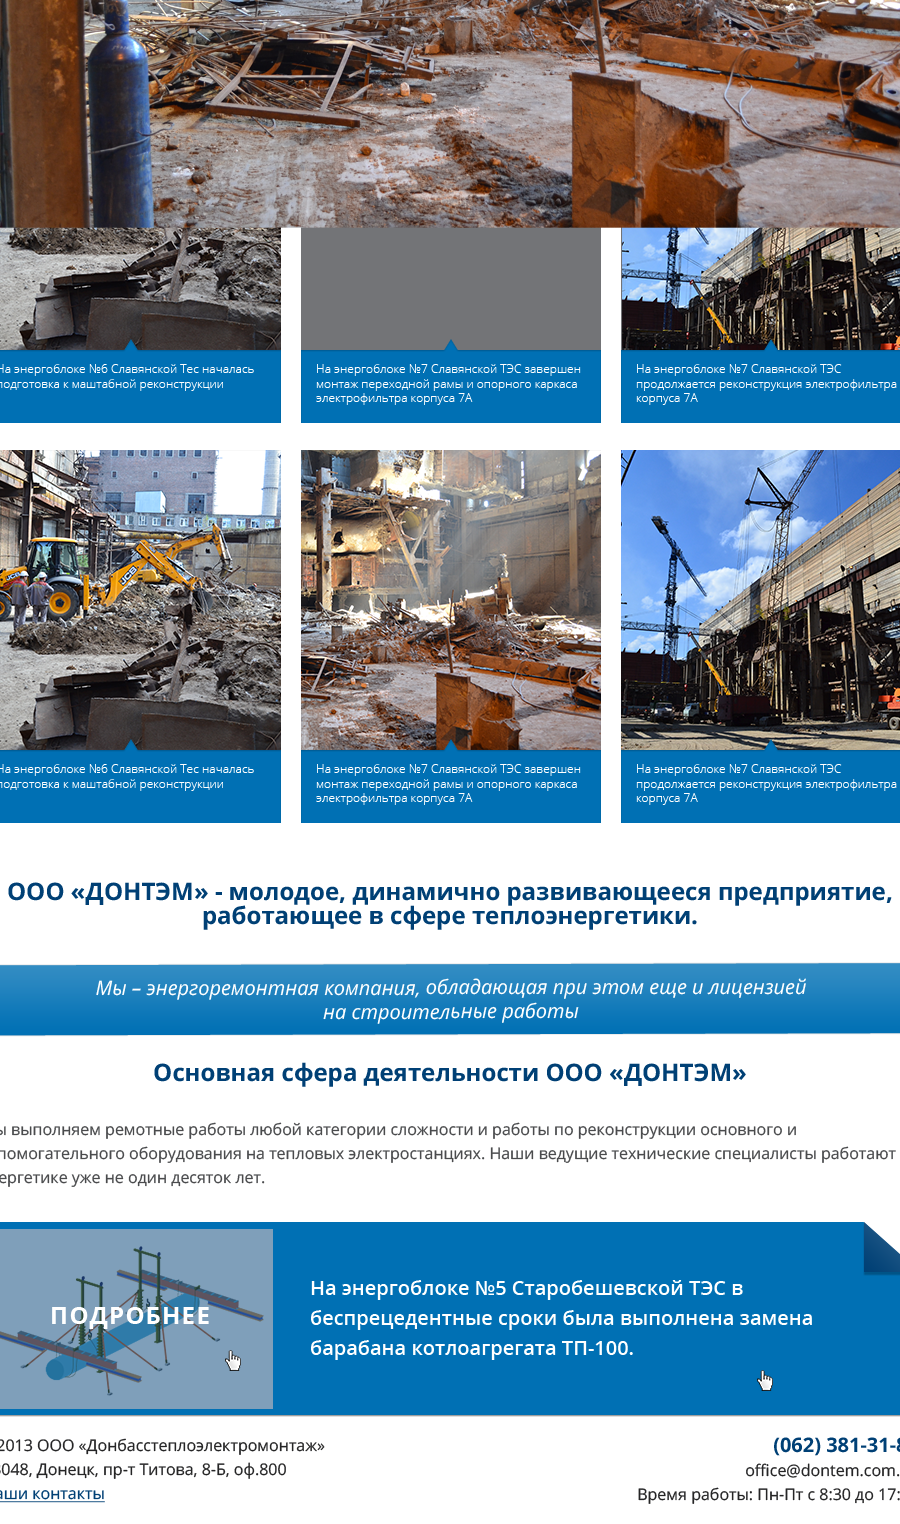 На энергоблоке №6 Славянской Тес началась
подготовка к маштабной реконструкции
На энергоблоке №7 Славянской ТЭС завершен
монтаж переходной рамы и опорного каркаса
электрофильтра корпуса 7А
На энергоблоке №7 Славянской ТЭС
продолжается реконструкция электрофильтра
корпуса 7А
JCB
JCB
На энергоблоке №6 Славянской Тес началась
подготовка к маштабной реконструкции
На энергоблоке №7 Славянской ТЭС завершен
монтаж переходной рамы и опорного каркаса
электрофильтра корпуса 7А
На энергоблоке №7 Славянской ТЭС
продолжается реконструкция электрофильтра
корпуса 7А
ООО «ДОНТЭМ» - молодое, динамично развивающееся предприятие,
работающее в сфере теплоэнергетики.
Мы – энергоремонтная компания, обладающая при этом еще и лицензией
на строительные работы
Основная сфера деятельности ООО «ДОНТЭМ»
ы выполняем ремотные работы любой категории сложности и работы по реконструкции основного и
помогательного оборудования на тепловых электростанциях. Наши ведущие технические специалисты работают
ергетике уже не один десяток лет.
ПОДРОБНЕЕ
На энергоблоке №5 Старобешевской ТЭС в
беспрецедентные сроки была выполнена замена
барабана котлоагрегата ТП-100.
2013 ООО «Донбасстеплоэлектромонтаж»
048, Донецк, пр-т Титова, 8-Б, оф.800
аши контакты
(062) 381-31-8
office@dontem.com.
Время работы: Пн-Пт с 8:30 до 17: